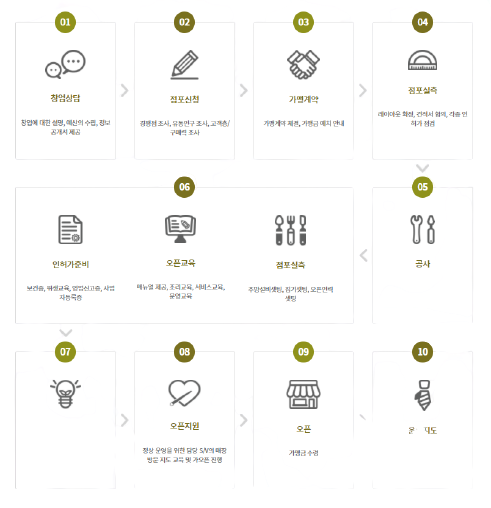 01
02
03
04
창업상담
점포선정
가맹계약
점포실측
창업에 대한 설명, 예산의 수립, 정보
공개서 제공
경쟁점 조사, 유동인구 조사, 고객층/
구매력 조사
가맹계약 체결, 가맹금 예치 안내
레이아웃 확정, 견적서 협의, 각종 인
허가 점검
06
05
인허가준비
오픈교육
점포실측
공사
보건증, 위생교육, 영업신고증, 사업
자등록증
매뉴얼 제공, 조리교육, 서비스교육,
운영교육
주방설비셋팅, 집기셋팅, 오픈인력
셋팅
07
08
09
10
오픈지원
오픈
운 지도
정상 운영을 위한 담당 S/V의 매장
방문 지도 교육 및 가오픈 진행
가맹금 수령